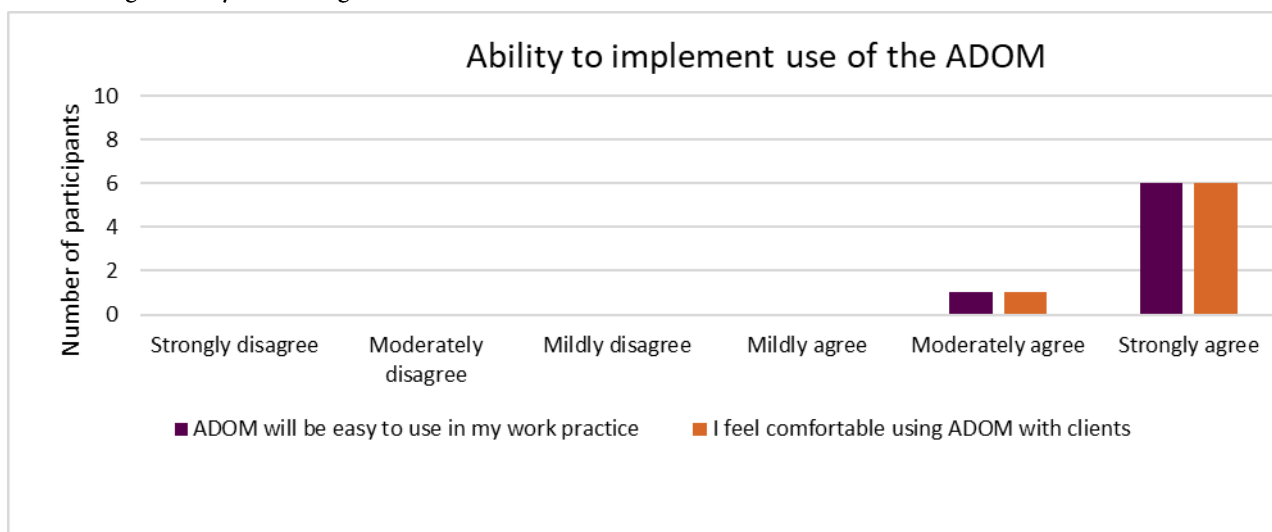 Ability to implement use of the ADOM
Number of participants
10
8
6
4
2
0
Strongly disagree
Moderately
disagree
Mildly disagree
Mildly agree
Moderately agree
Strongly agree
ADOM will be easy to use in my work practice
I feel comfortable using ADOM with clients